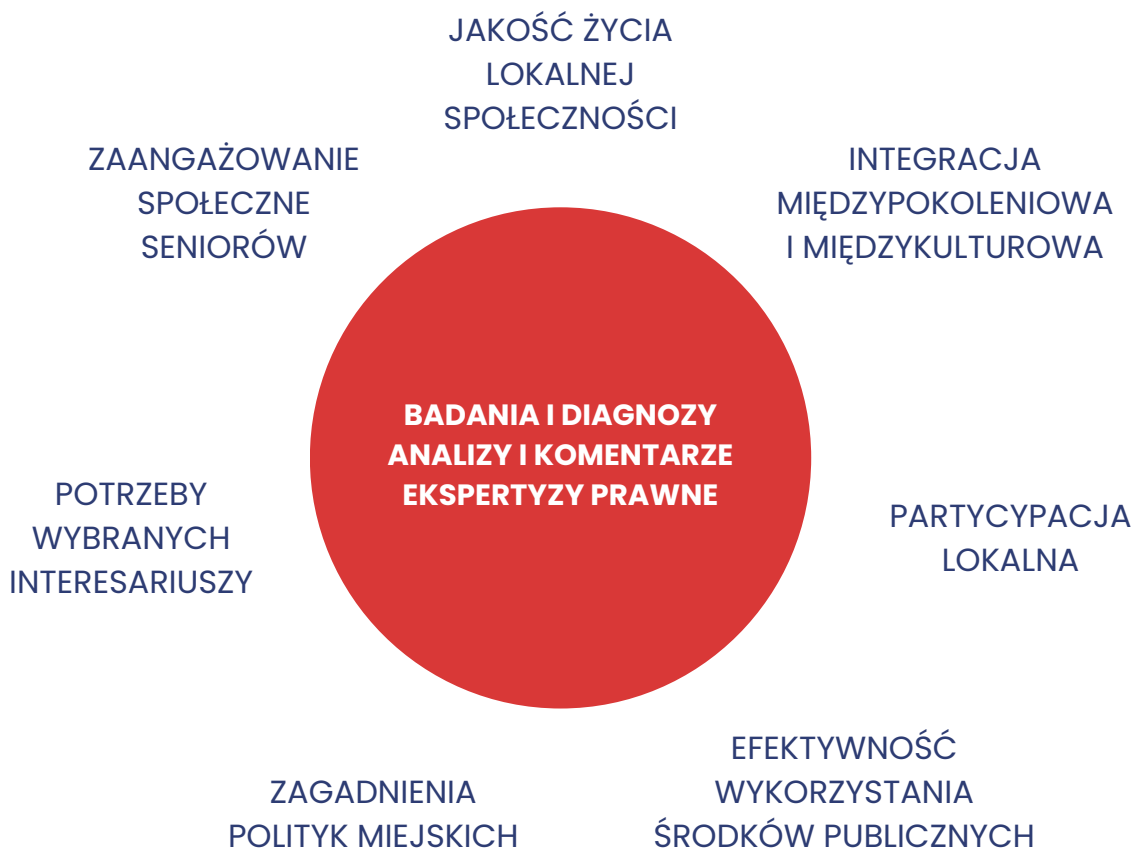 JAKOŚĆ ŻYCIA
LOKALNEJ
SPOŁECZNOŚCI
ZAANGAŻOWANIE
SPOŁECZNE
SENIORÓW
INTEGRACJA
MIĘDZYPOKOLENIOWA
I MIĘDZYKULTUROWA
BADANIA I DIAGNOZY
ANALIZY I KOMENTARZE
EKSPERTYZY PRAWNE
POTRZEBY
WYBRANYCH
INTERESARIUSZY
PARTYCYPACJA
LOKALNA
ZAGADNIENIA
POLITYK MIEJSKICH
EFEKTYWNOŚĆ
WYKORZYSTANIA
ŚRODKÓW PUBLICZNYCH